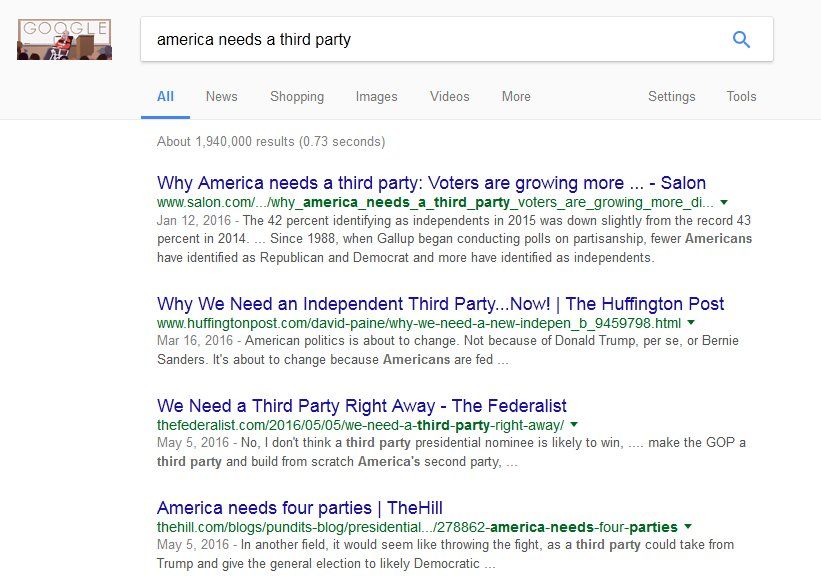 GOOGLE
america needs a third party
All News Shopping Images Videos More Settings Tools
About 1,940,000 results (0.73 seconds)
Why America needs a third party: Voters are growing more ... - Salon
www.salon.com/.../why_america_needs_a_third_party_voters_are_growing_more_di...
Jan 12, 2016 - The 42 percent identifying as independents in 2015 was down slightly from the record 43
percent in 2014. ... Since 1988, when Gallup began conducting polls on partisanship, fewer Americans
have identified as Republican and Democrat and more have identified as independents.
Why We Need an Independent Third Party...Now! | The Huffington Post
www.huffingtonpost.com/david-paine/why-we-need-a-new-indepen_b_9459798.html
Mar 16, 2016 - American politics is about to change. Not because of Donald Trump, per se, or Bernie
Sanders. It's about to change because Americans are fed ...
We Need a Third Party Right Away - The Federalist
thefederalist.com/2016/05/05/we-need-a-third-party-right-away/
May 5, 2016 - No, I don't think a third party presidential nominee is likely to win, .... make the GOP a
third party and build from scratch America's second party, ...
America needs four parties | TheHill
thehill.com/blogs/pundits-blog/presidential.../278862-america-needs-four-parties
May 5, 2016 - In another field, it would seem like throwing the fight, as a third party could take from
Trump and give the general election to likely Democratic ...